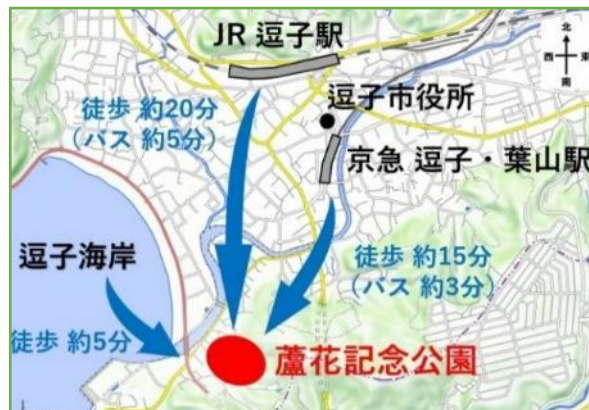 JR 逗子駅
北
西 東
南
逗子市役所
徒歩 約20分
(バス 約5分)
京急 逗子・葉山駅
逗子海岸
徒歩 約15分
(バス 約3分)
徒歩 約5分
蘆花記念公園